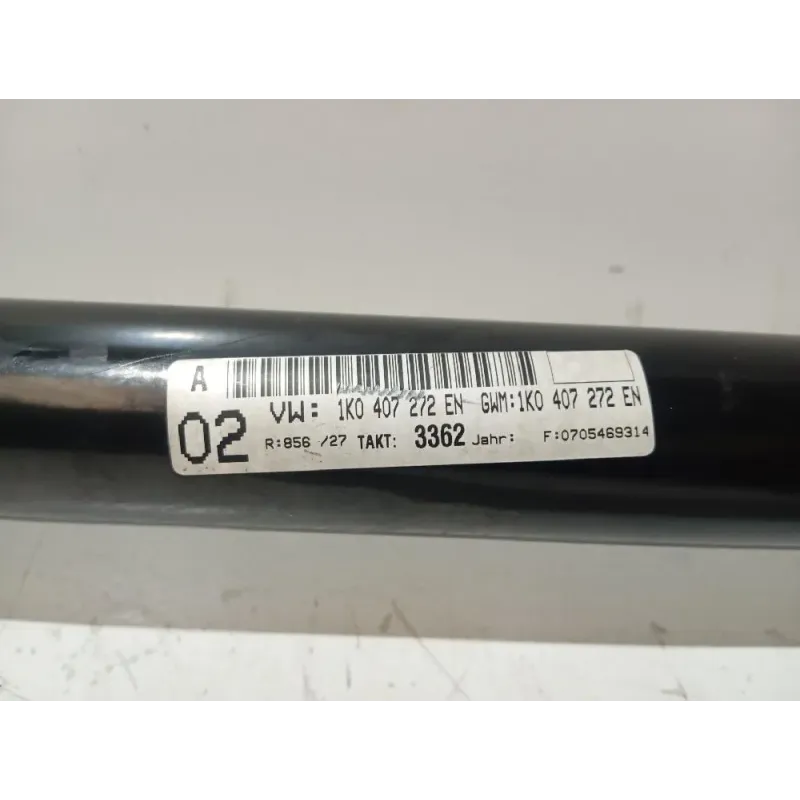 A
02 VW: 1K0 407 272 EN GWM:1K0 407 272 EN
R:856 /27 TAKT: 3362 Jahr: F:0705469314